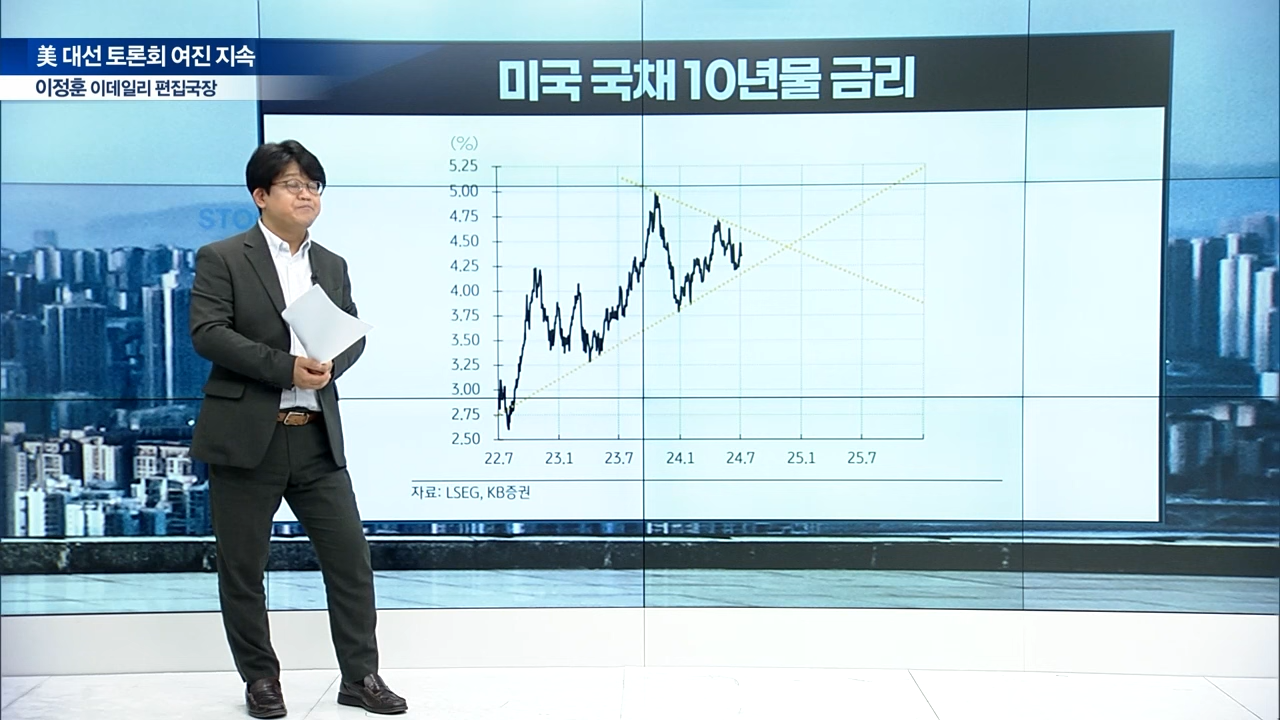 美 대선 토론회 여진 지속
이정훈 이데일리 편집국장
미국 국채 10년물 금리
(%)
5.25
5.00
4.75
4.50
4.25
4.00
3.75
3.50
3.25
3.00
2.75
2.50
22.7 23.1 23.7 24.1 24.7 25.1 25.7
자료: LSEG, KB증권
STO